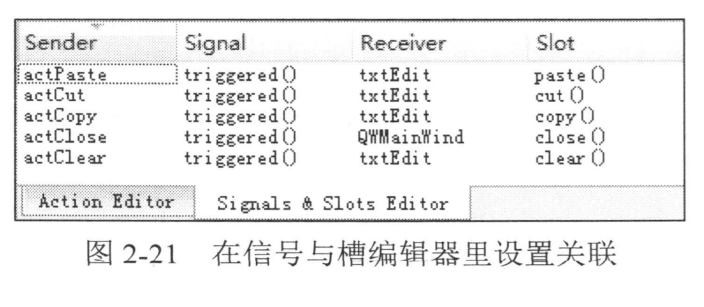 Sender Signal Receiver Slot
actPaste triggered() txtEdit paste()
actCut triggered() txtEdit cut()
actCopy triggered() txtEdit copy()
actClose triggered() QWMainWind close()
actClear triggered() txtEdit clear()
Action Editor Signals & Slots Editor
图 2-21 在信号与槽编辑器里设置关联